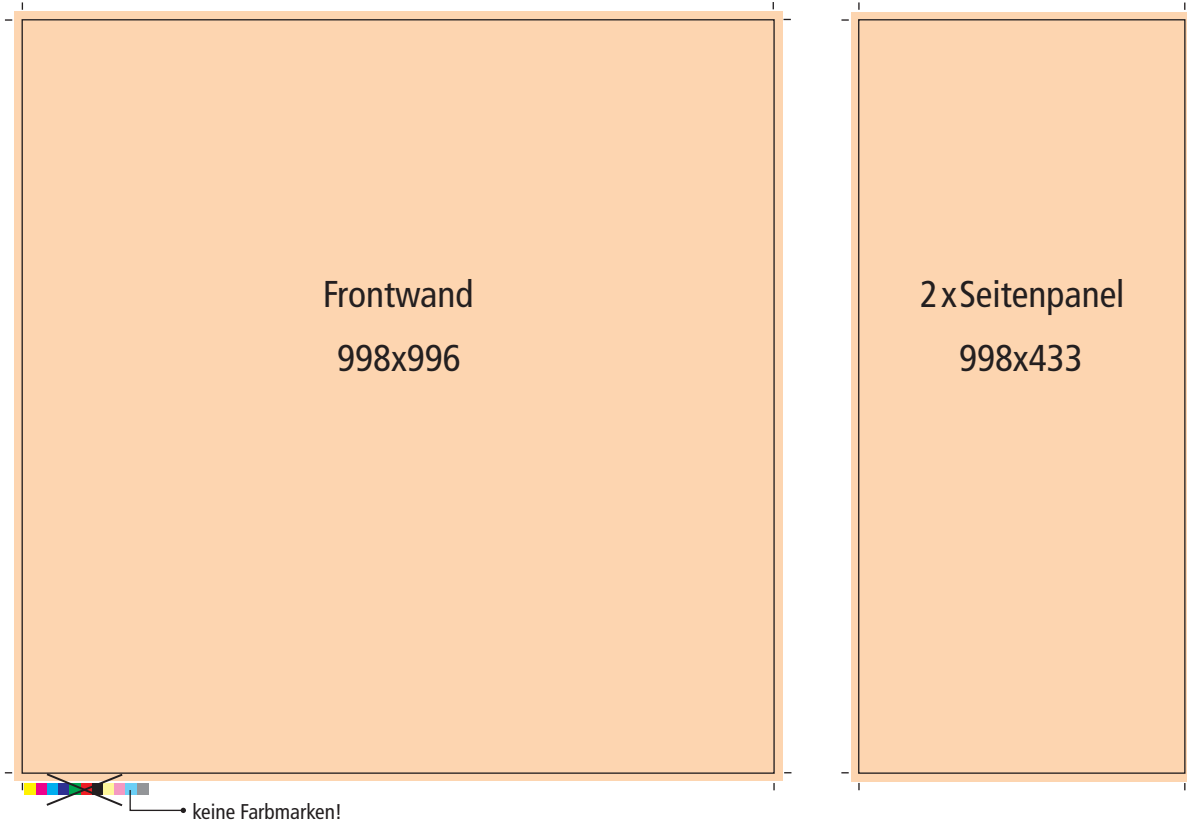 Frontwand
998x996
2 x Seitenpanel
998x433
keine Farbmarken!